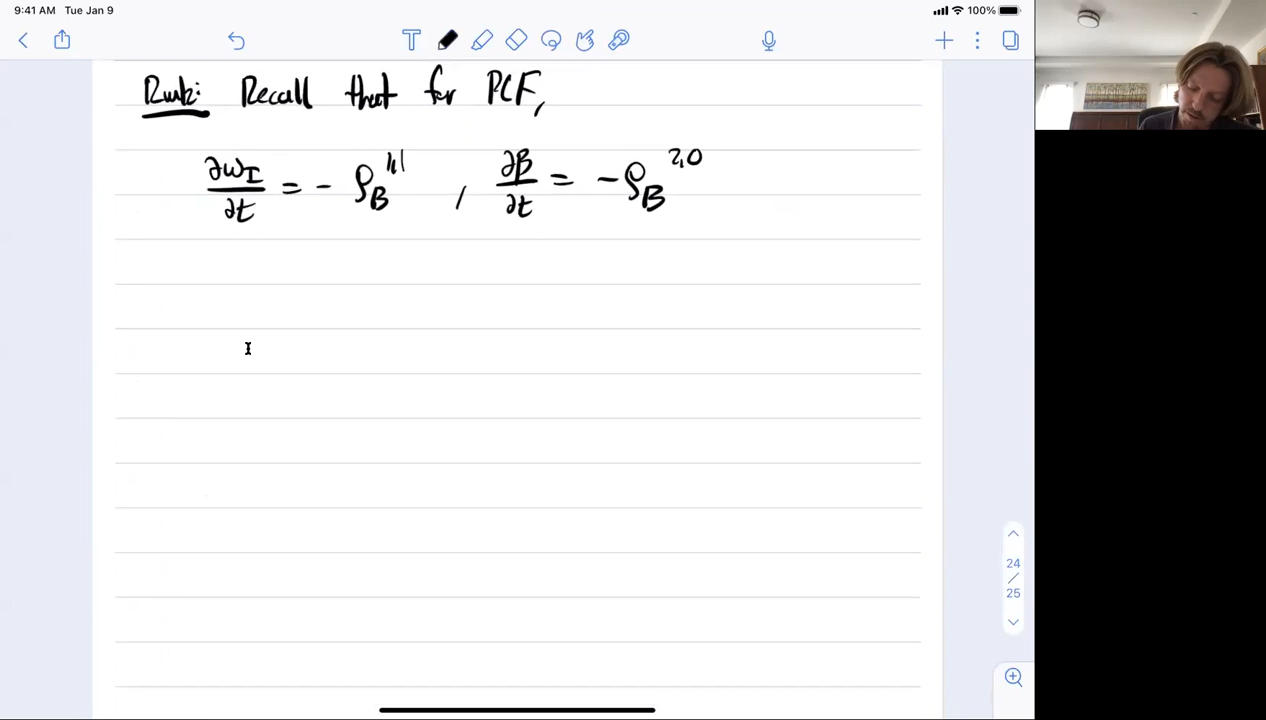 9:41 AM Tue Jan 9 100%
Rmk: Recall that for PCF,
∂ω_I/∂t = - ρ_B^{1,1} , ∂β/∂t = - ρ_B^{2,0}
24
/
25